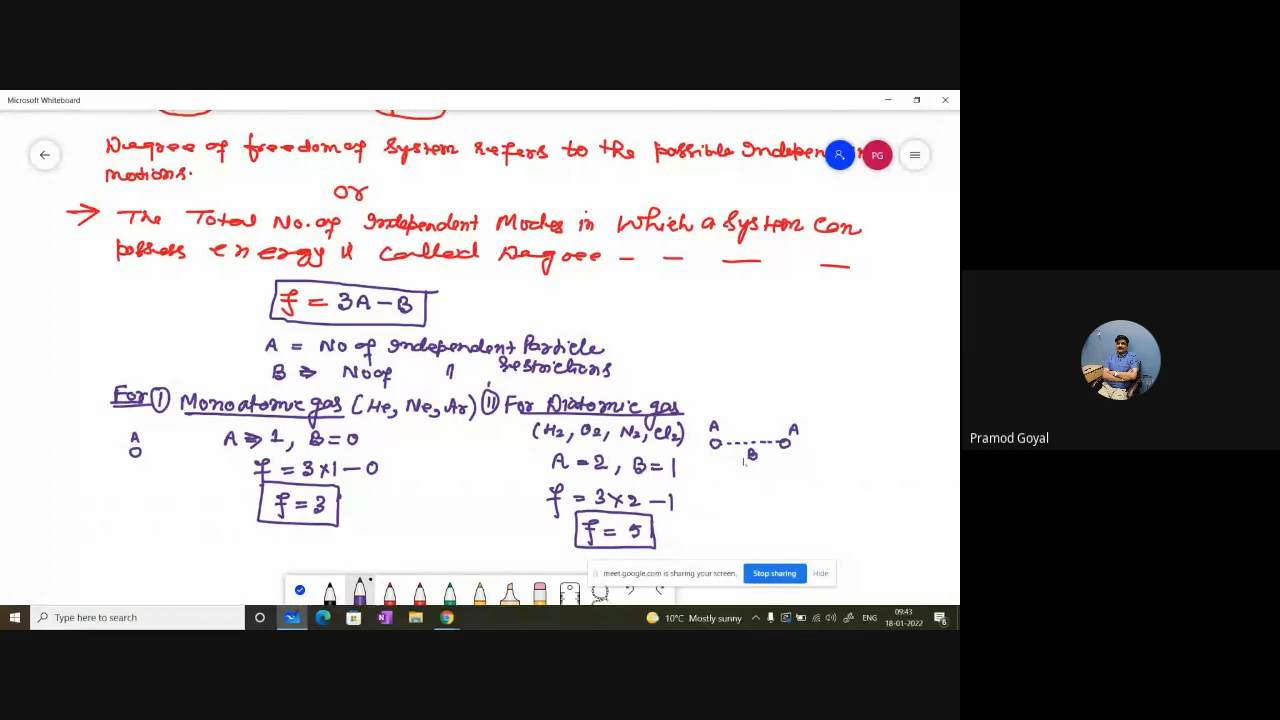 Microsoft Whiteboard
Degree of freedom of system refers to the possible Independent
motions.
or
→ The Total No. of Independent Modes in which a system can
possess energy is called Degree – – — —
f = 3A – B
A = No of Independent Particle
B ⇒ No of " restrictions
For (I) Monoatomic gas (He, Ne, Ar)
A
A ⇒ 1, B = 0
f = 3×1 – 0
f = 3
(II) For Diatomic gas
(H2, O2, N2, Cl2)
A = 2, B = 1
f = 3×2 – 1
f = 5
A A
B
PG
Pramod Goyal
meet.google.com is sharing your screen.
Stop sharing
Hide
Type here to search
10°C Mostly sunny
ENG
09:43
18-01-2022
6